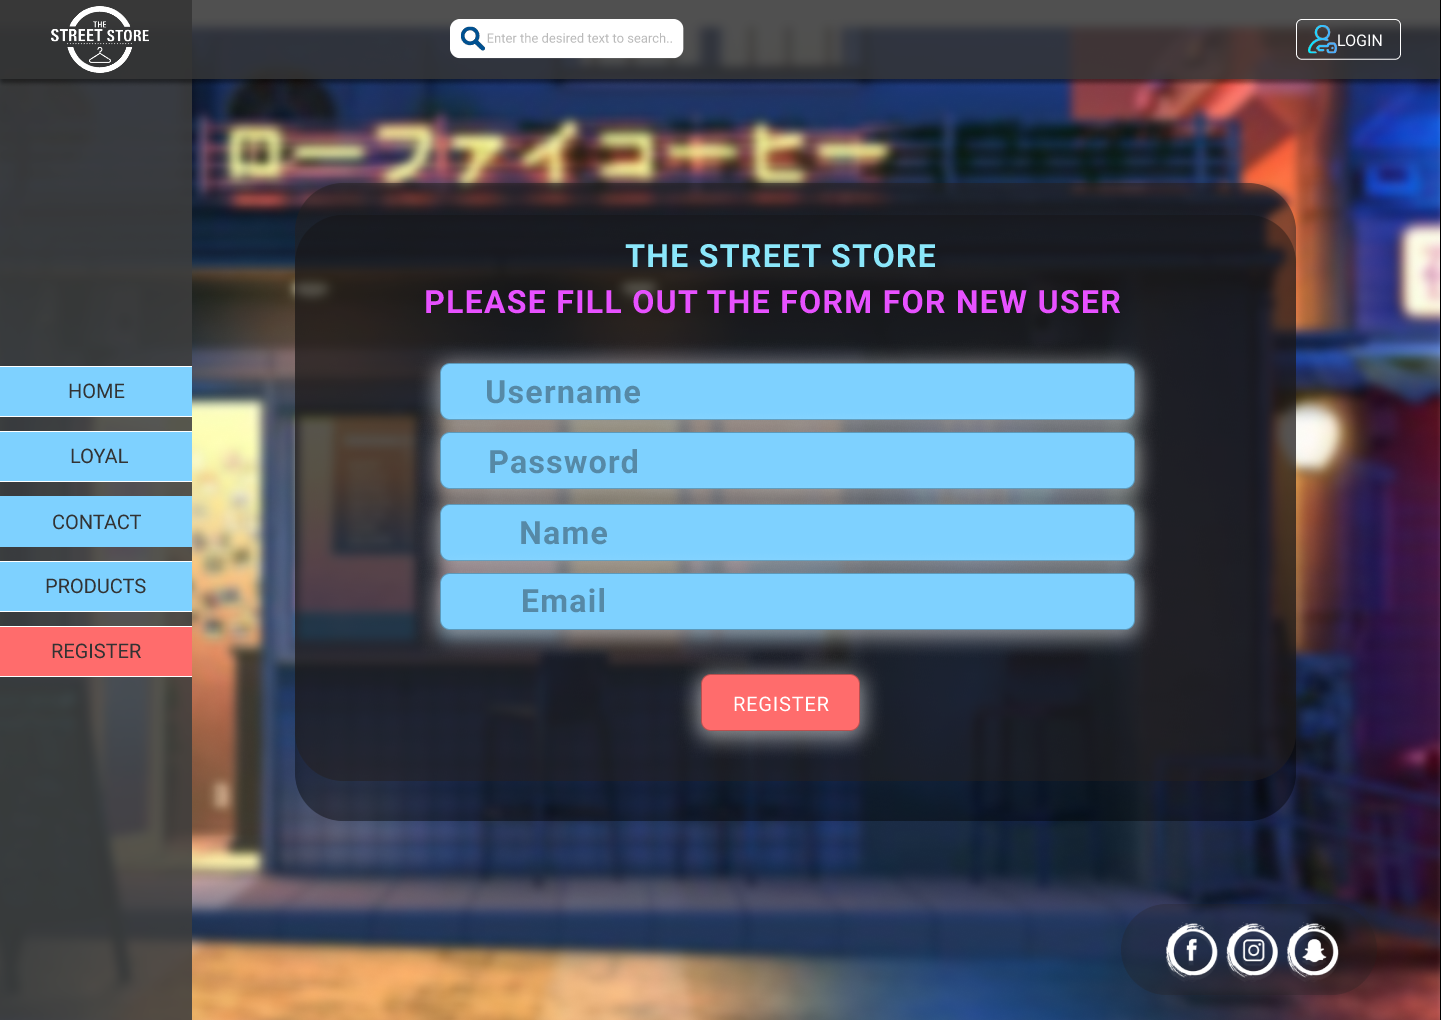 THE
STREET STORE
Enter the desired text to search..
LOGIN
ローファイコーヒー
THE STREET STORE
PLEASE FILL OUT THE FORM FOR NEW USER
HOME
LOYAL
CONTACT
PRODUCTS
REGISTER
Username
Password
Name
Email
REGISTER